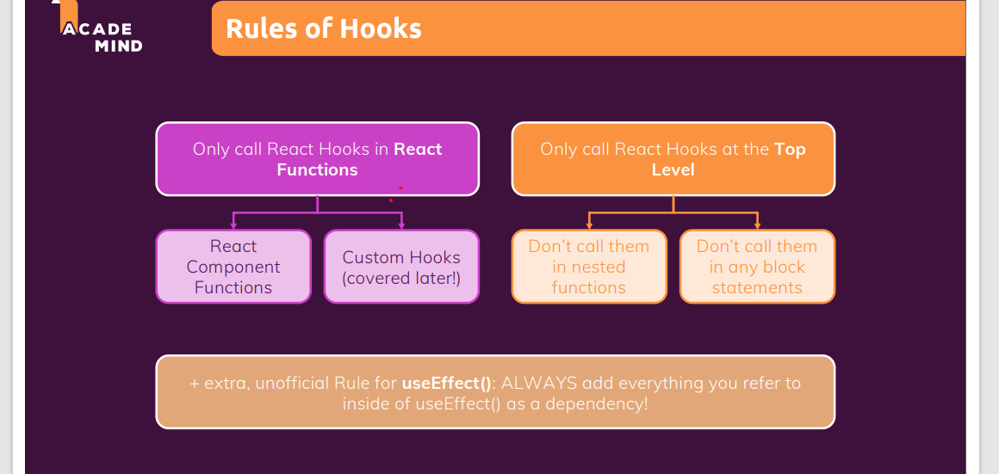 ACADE
MIND
Rules of Hooks
Only call React Hooks in React
Functions
Only call React Hooks at the Top
Level
React
Component
Functions
Custom Hooks
(covered later!)
Don’t call them
in nested
functions
Don’t call them
in any block
statements
+ extra, unofficial Rule for useEffect(): ALWAYS add everything you refer to
inside of useEffect() as a dependency!